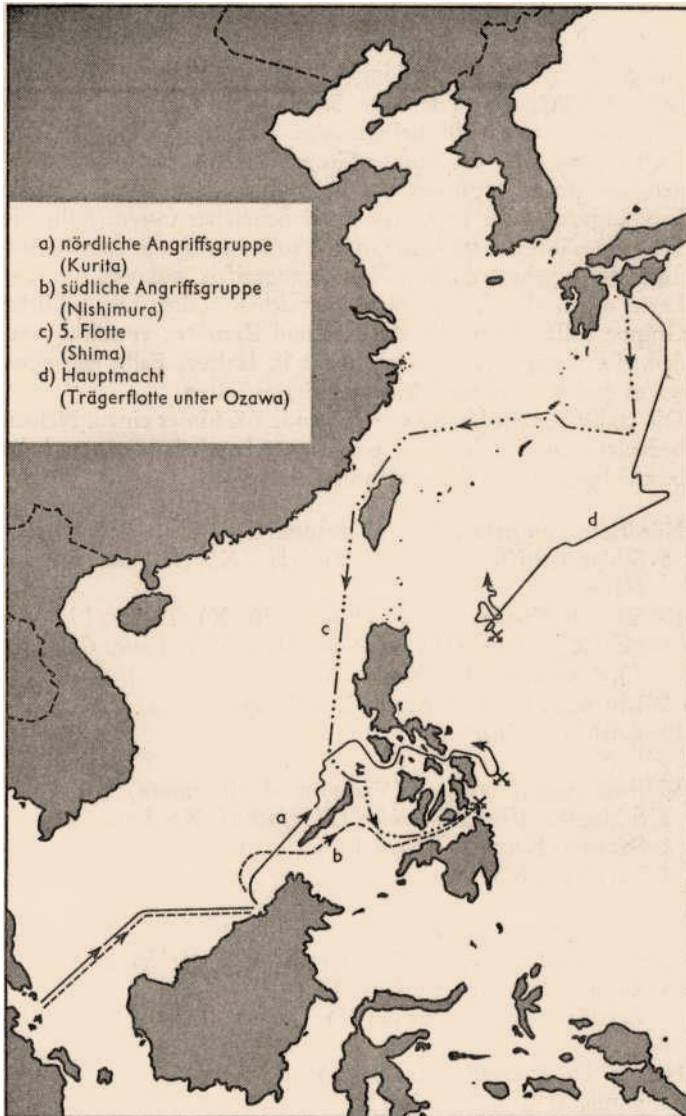 a) nördliche Angriffsgruppe
(Kurita)
b) südliche Angriffsgruppe
(Nishimura)
c) 5. Flotte
(Shima)
d) Hauptmacht
(Trägerflotte unter Ozawa)
d
c
a
b